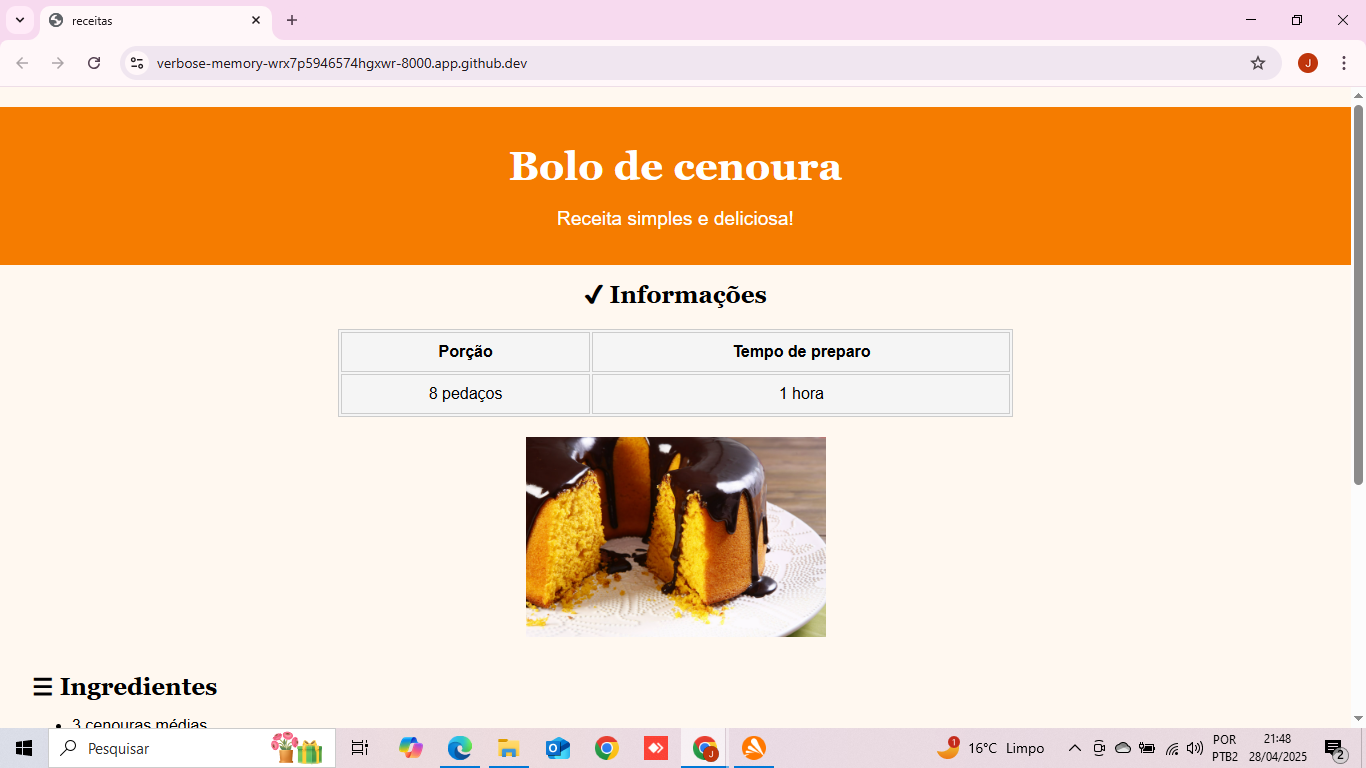 receitas
verbose-memory-wrx7p5946574hgxwr-8000.app.github.dev
J
Bolo de cenoura
Receita simples e deliciosa!
✔ Informações
Porção Tempo de preparo
8 pedaços 1 hora
☰ Ingredientes
• 3 cenouras médias
Pesquisar
J
1
16°C Limpo
POR
PTB2
21:48
28/04/2025
2